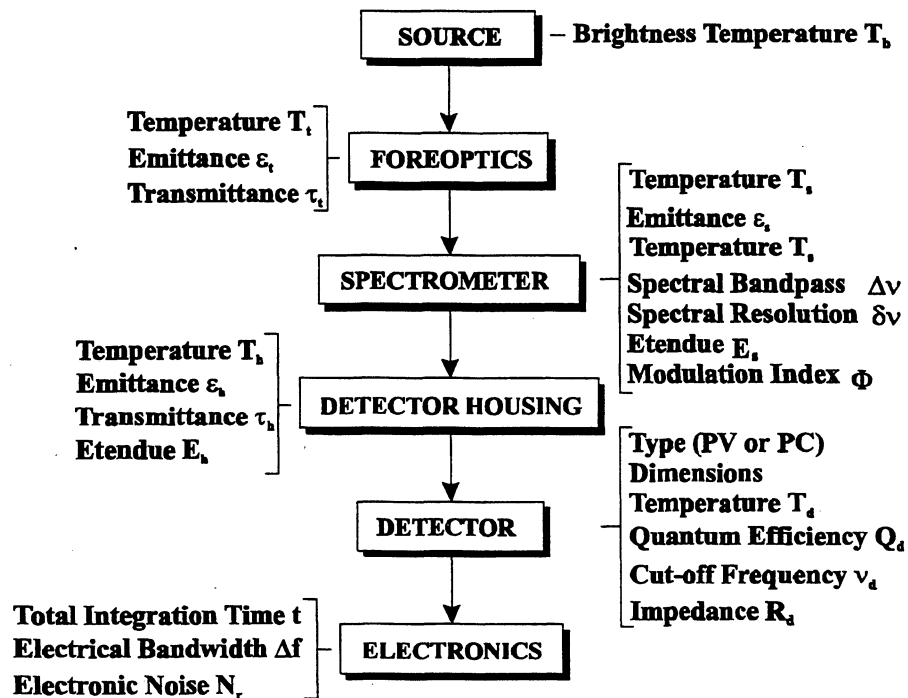 SOURCE – Brightness Temperature T_b
Temperature T_t
Emittance ε_t
Transmittance τ_t
FOREOPTICS
Temperature T_s
Emittance ε_s
Temperature T_s
Spectral Bandpass Δν
Spectral Resolution δν
Etendue E_s
Modulation Index Φ
SPECTROMETER
Temperature T_h
Emittance ε_h
Transmittance τ_h
Etendue E_h
DETECTOR HOUSING
Type (PV or PC)
Dimensions
Temperature T_d
Quantum Efficiency Q_d
Cut-off Frequency ν_d
Impedance R_d
DETECTOR
Total Integration Time t
Electrical Bandwidth Δf
Electronic Noise N_r
ELECTRONICS